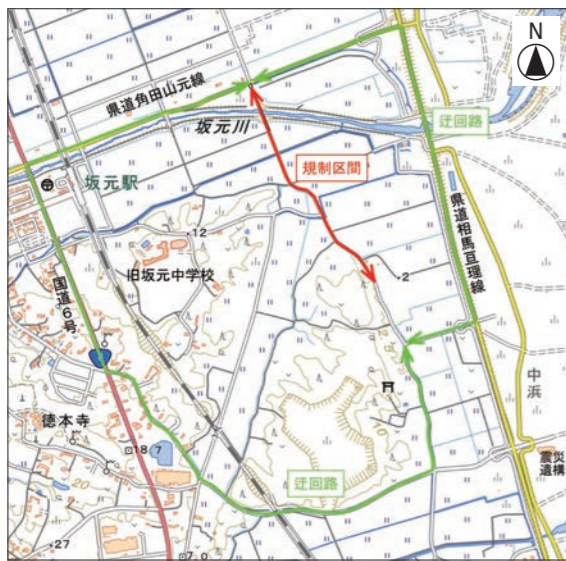 N
県道角田山元線
坂元川
迂回路
規制区間
坂元駅
県道相馬亘理線
12
旧坂元中学校
2
国道6号
中浜
徳本寺
18.7
震災
遺構
迂回路
20
27
7.0